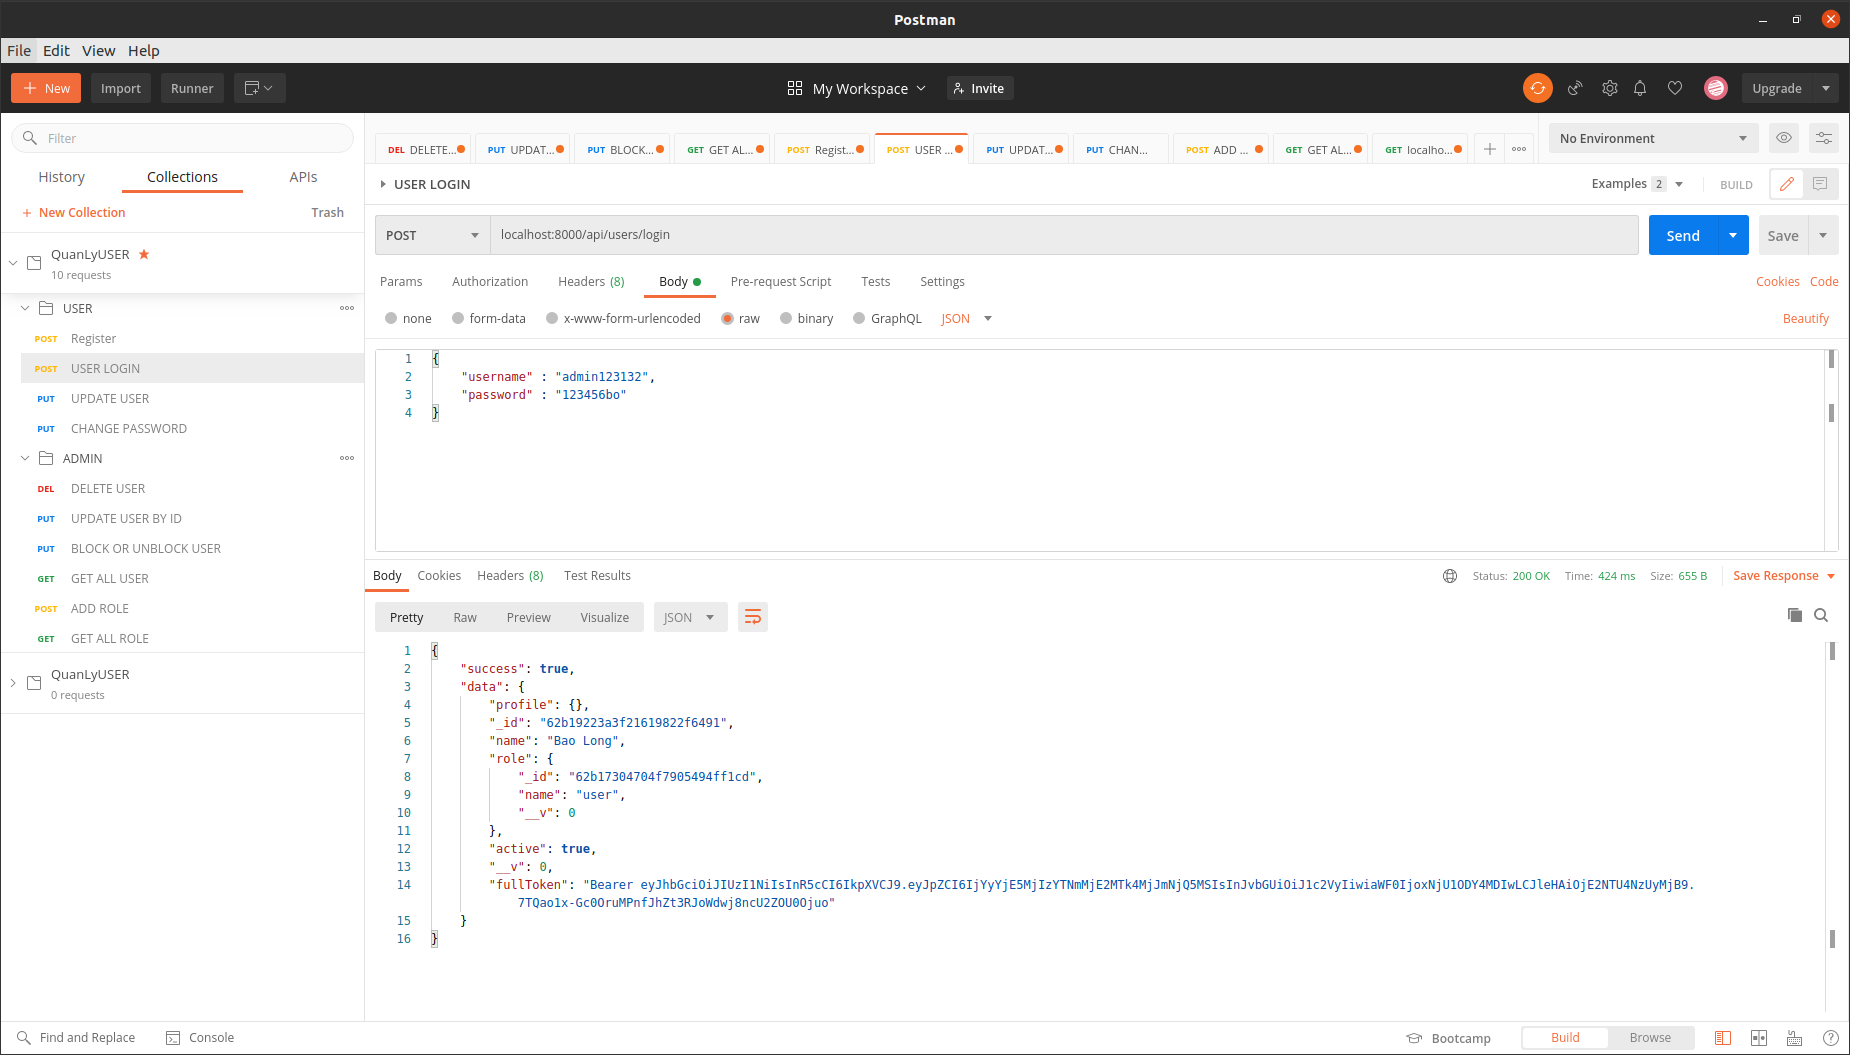 Postman
File Edit View Help
New Import Runner My Workspace Invite Upgrade
Filter
History Collections APIs
New Collection Trash
QuanLyUSER
10 requests
USER
POST Register
POST USER LOGIN
PUT UPDATE USER
PUT CHANGE PASSWORD
ADMIN
DEL DELETE USER
PUT UPDATE USER BY ID
PUT BLOCK OR UNBLOCK USER
GET GET ALL USER
POST ADD ROLE
GET GET ALL ROLE
QuanLyUSER
0 requests
DEL DELETE... PUT UPDAT... PUT BLOCK... GET GET AL... POST Regist... POST USER ... PUT UPDAT... PUT CHAN... POST ADD ... GET GET AL... GET localho... No Environment
USER LOGIN Examples 2 BUILD
POST localhost:8000/api/users/login Send Save
Params Authorization Headers (8) Body Pre-request Script Tests Settings Cookies Code
none form-data x-www-form-urlencoded raw binary GraphQL JSON Beautify
1 {
2 "username" : "admin123132",
3 "password" : "123456bo"
4 }
Body Cookies Headers (8) Test Results Status: 200 OK Time: 424 ms Size: 655 B Save Response
Pretty Raw Preview Visualize JSON
1 {
2 "success": true,
3 "data": {
4 "profile": {},
5 "_id": "62b19223a3f21619822f6491",
6 "name": "Bao Long",
7 "role": {
8 "_id": "62b17304704f7905494ff1cd",
9 "name": "user",
10 "__v": 0
11 },
12 "active": true,
13 "__v": 0,
14 "fullToken": "Bearer eyJhbGciOiJIUzI1NiIsInR5cCI6IkpXVCJ9.eyJpZCI6IjYyYjE5MjIzYTNmMjE2MTk4MjJmNjQ5MSIsInJvbGUiOiJ1c2VyIiwiaWF0IjoxNjU1ODY4MDIwLCJleHAiOjE2NTU4NzUyMjB9.
7TQao1x-Gc0OruMPnfJhZt3RJoWdwj8ncU2ZOU0Ojuo"
15 }
16 }
Find and Replace Console Bootcamp Build Browse